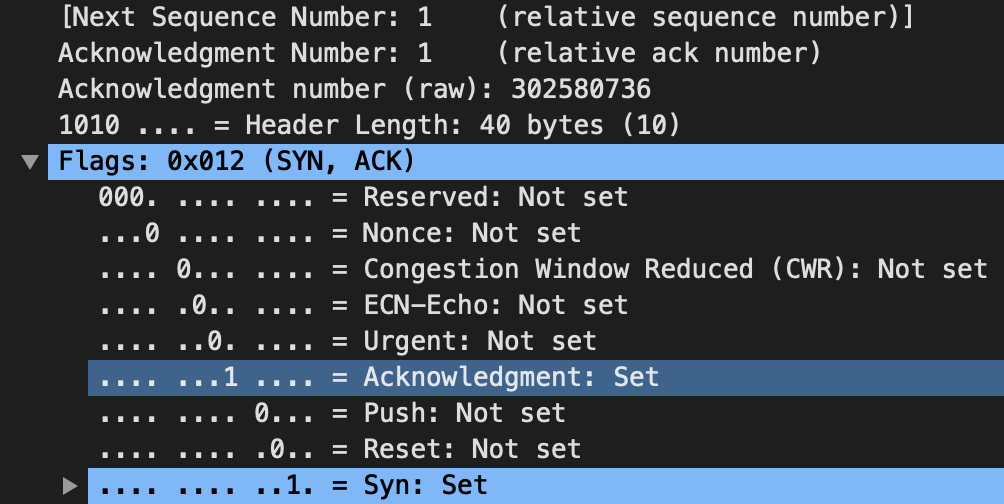 [Next Sequence Number: 1    (relative sequence number)]
Acknowledgment Number: 1    (relative ack number)
Acknowledgment number (raw): 302580736
1010 .... = Header Length: 40 bytes (10)
Flags: 0x012 (SYN, ACK)
000. .... .... = Reserved: Not set
...0 .... .... = Nonce: Not set
.... 0... .... = Congestion Window Reduced (CWR): Not set
.... .0.. .... = ECN-Echo: Not set
.... ..0. .... = Urgent: Not set
.... ...1 .... = Acknowledgment: Set
.... .... 0... = Push: Not set
.... .... .0.. = Reset: Not set
.... .... ..1. = Syn: Set